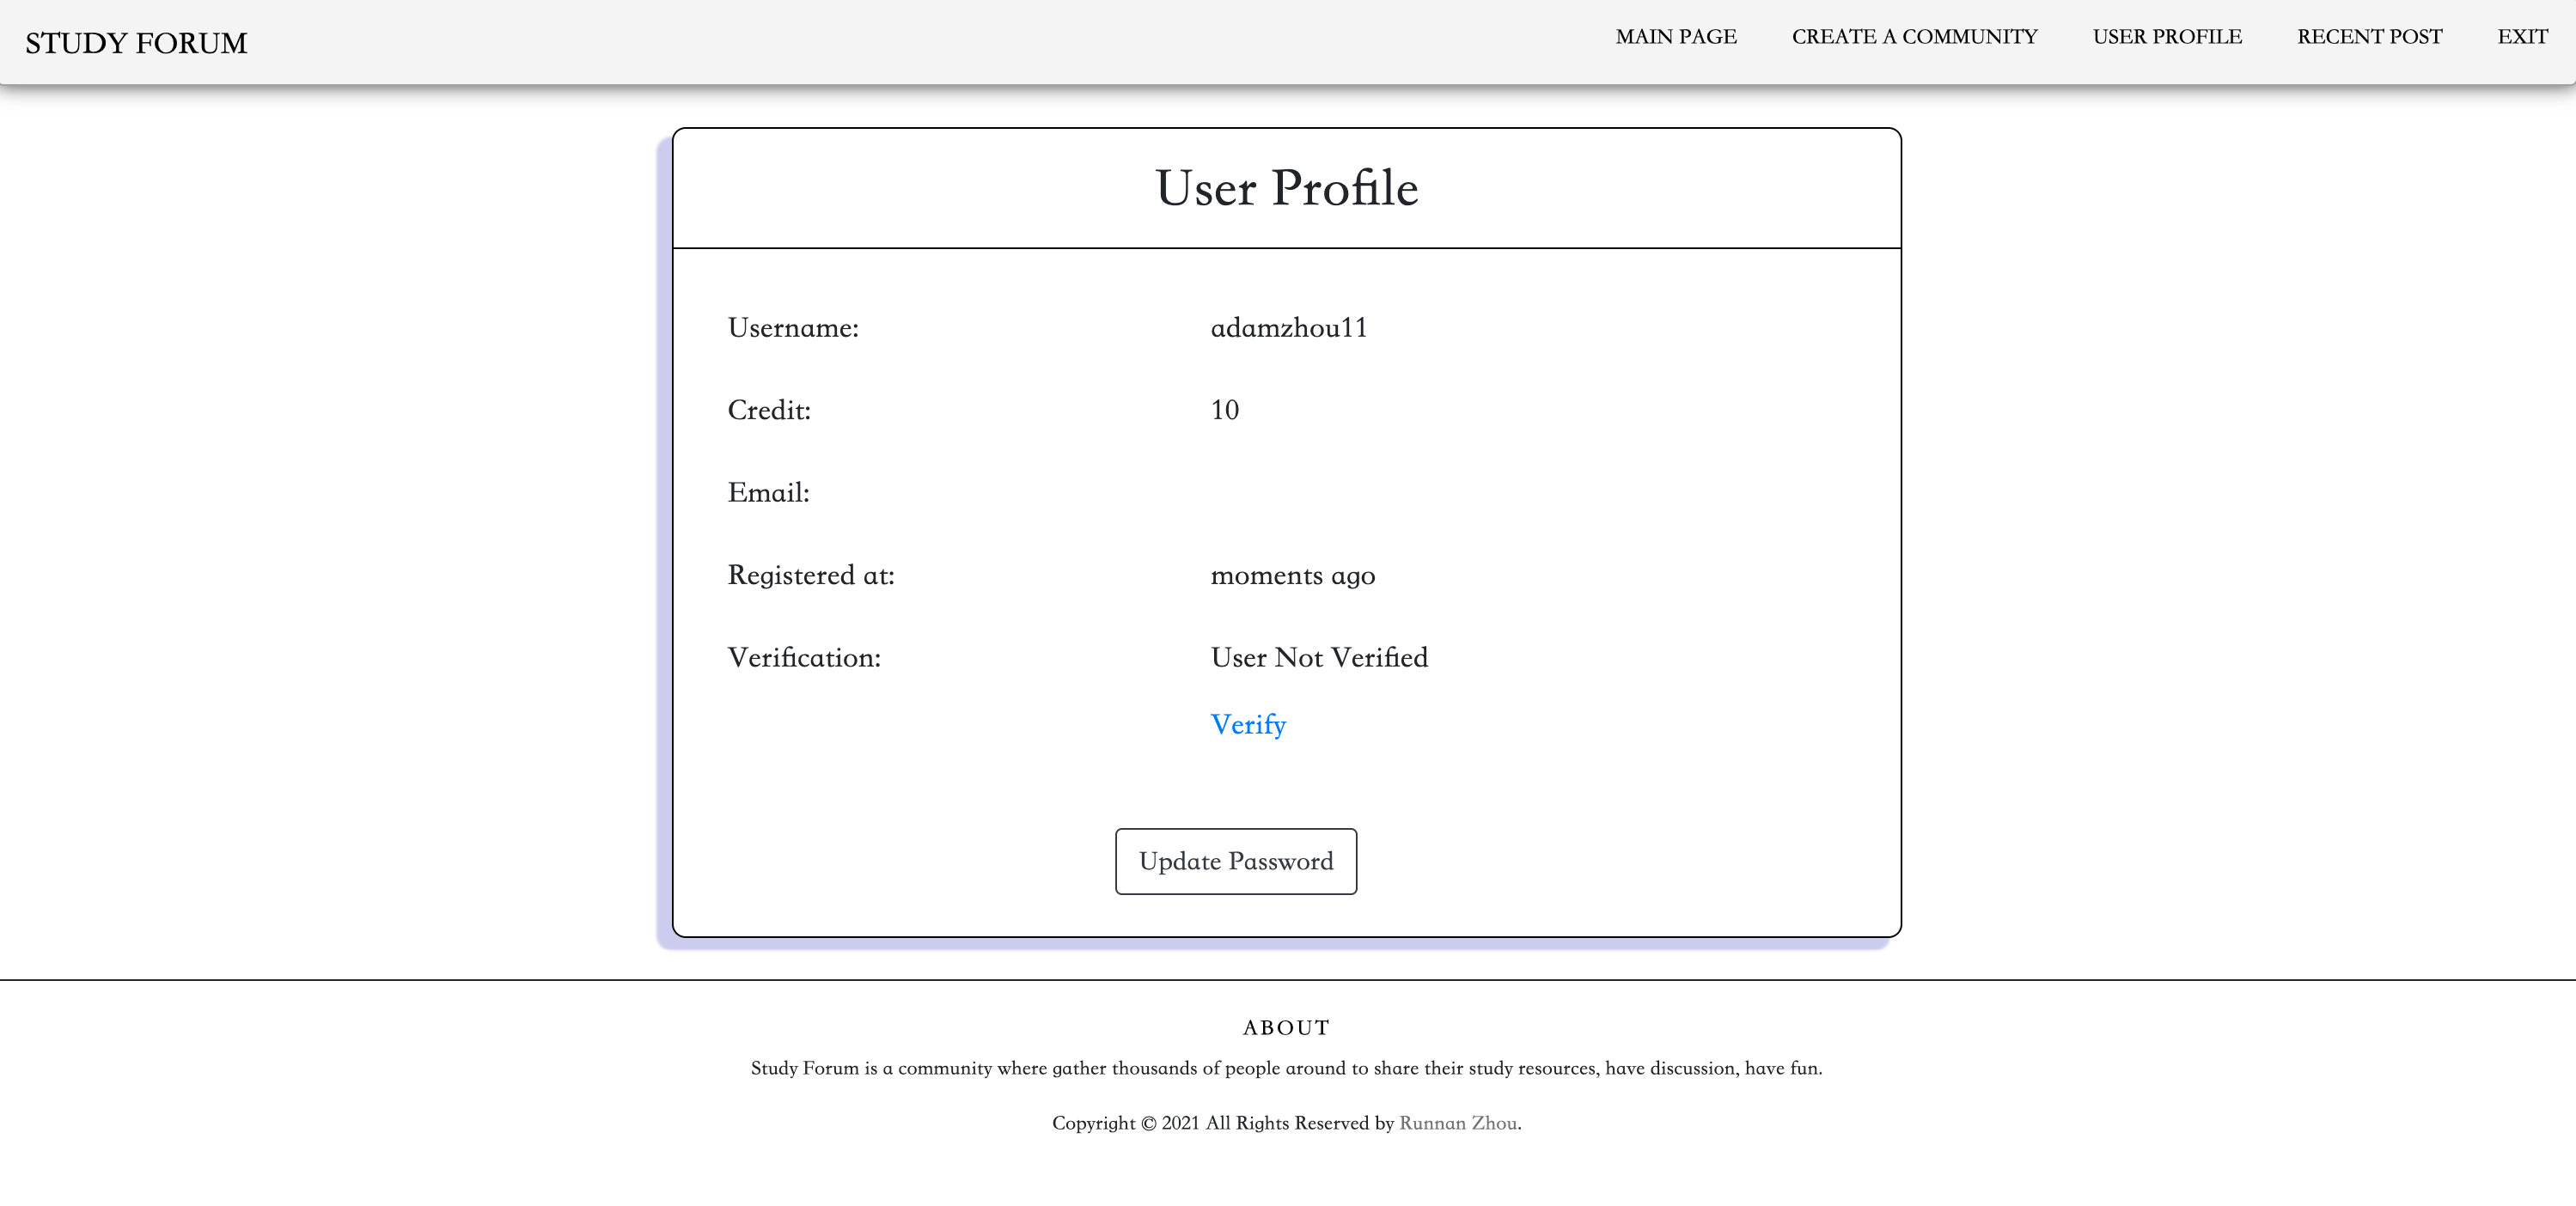 STUDY FORUM
MAIN PAGE
CREATE A COMMUNITY
USER PROFILE
RECENT POST
EXIT
User Profile
Username: adamzhou11
Credit: 10
Email:
Registered at: moments ago
Verification: User Not Verified
Verify
Update Password
ABOUT
Study Forum is a community where gather thousands of people around to share their study resources, have discussion, have fun.
Copyright © 2021 All Rights Reserved by Runnan Zhou.